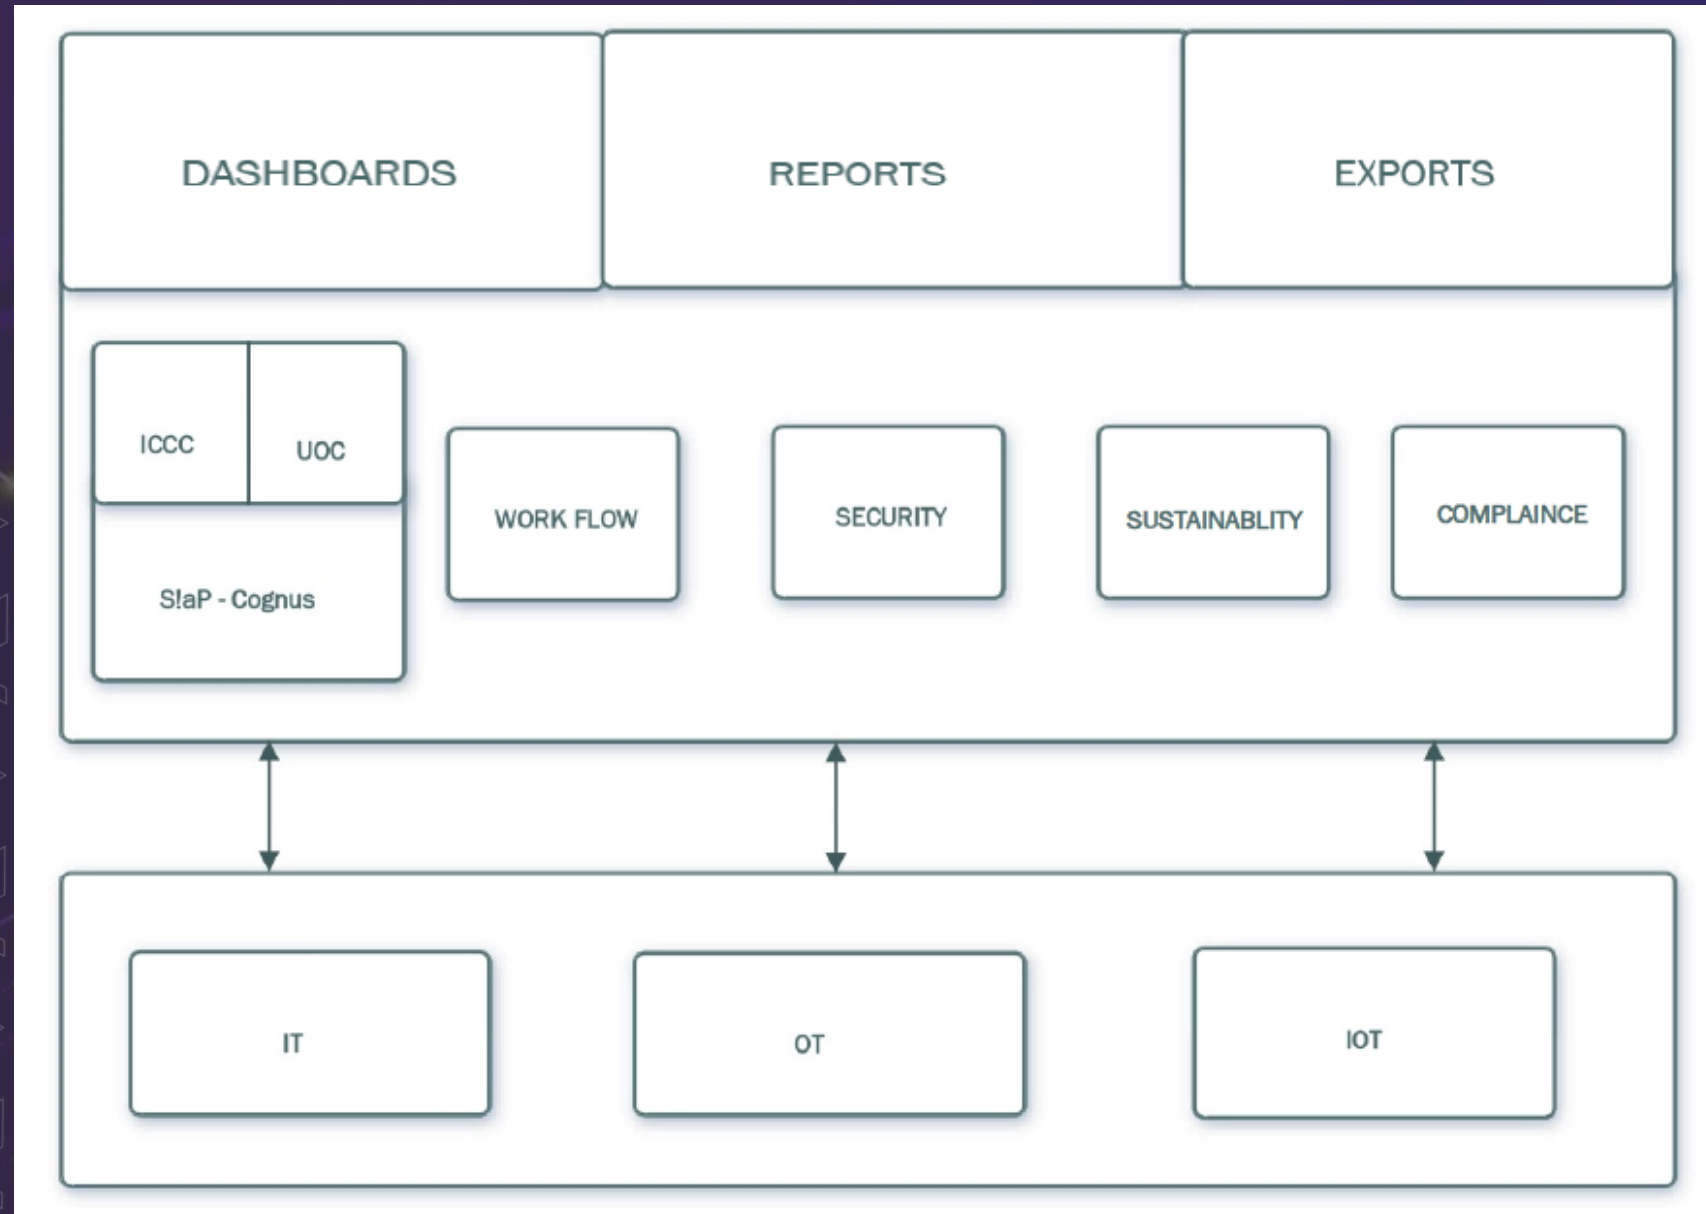 DASHBOARDS
REPORTS
EXPORTS
ICCC
UOC
S!aP - Cognus
WORK FLOW
SECURITY
SUSTAINABLITY
COMPLAINCE
IT
OT
IOT